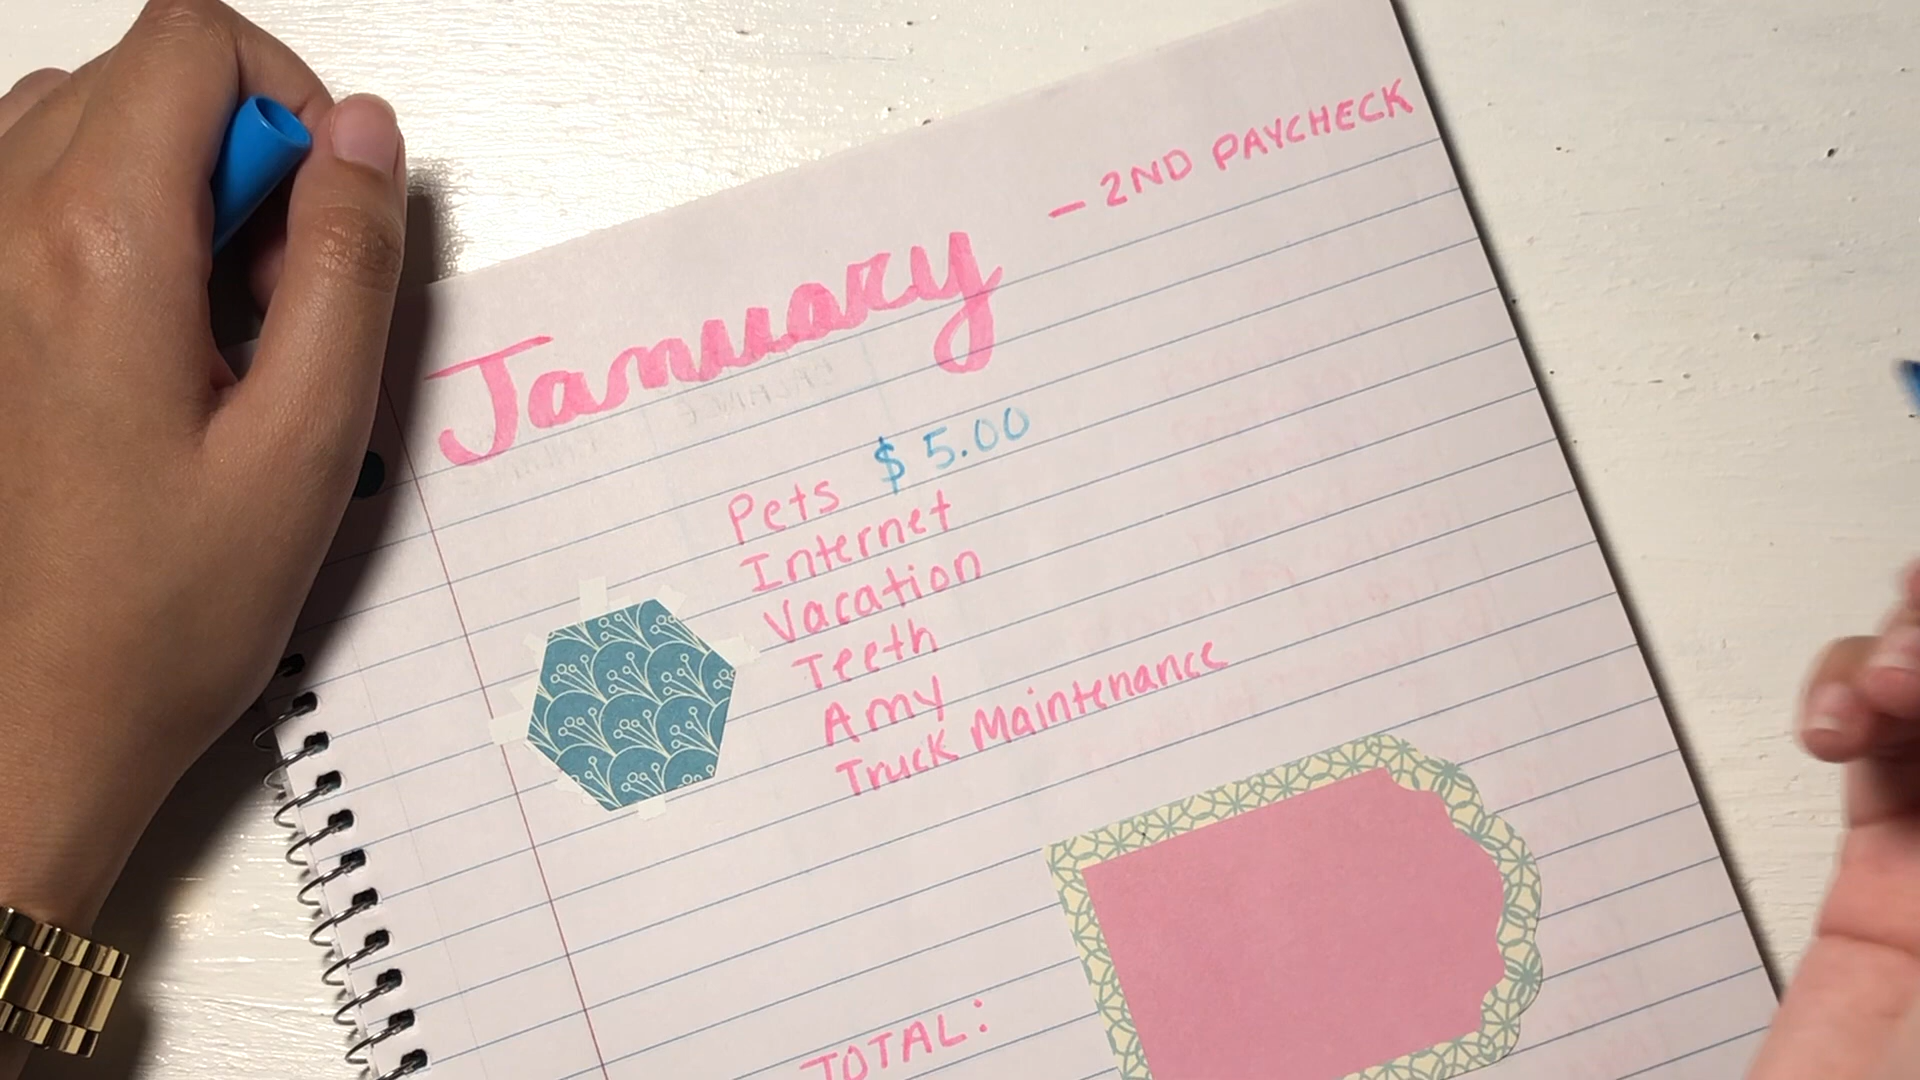 January
— 2ND PAYCHECK
Pets $ 5.00
Internet
Vacation
Teeth
Amy
Truck Maintenance
TOTAL: